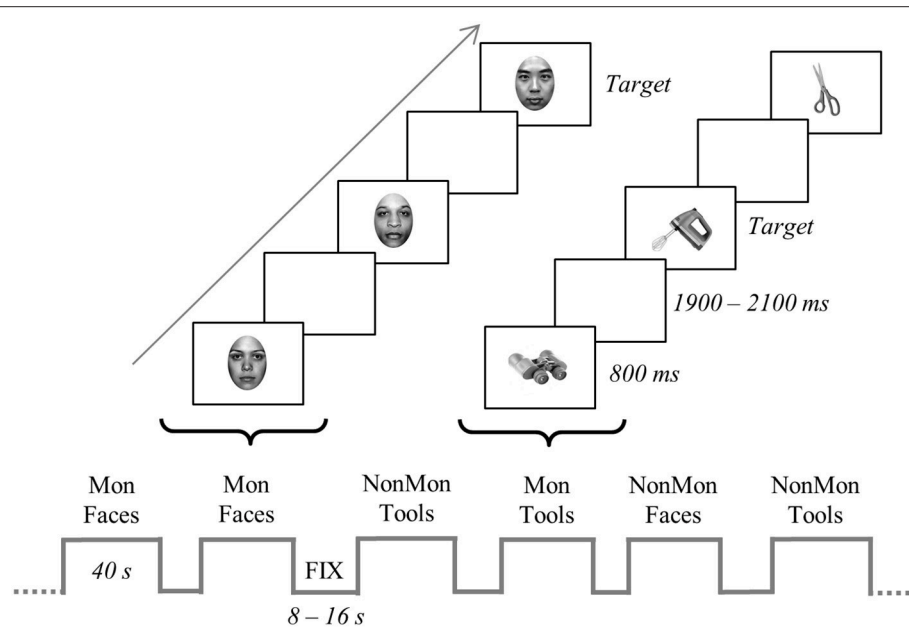 Target
Target
1900 – 2100 ms
800 ms
Mon
Faces
Mon
Faces
NonMon
Tools
Mon
Tools
NonMon
Faces
NonMon
Tools
40 s
FIX
8 – 16 s